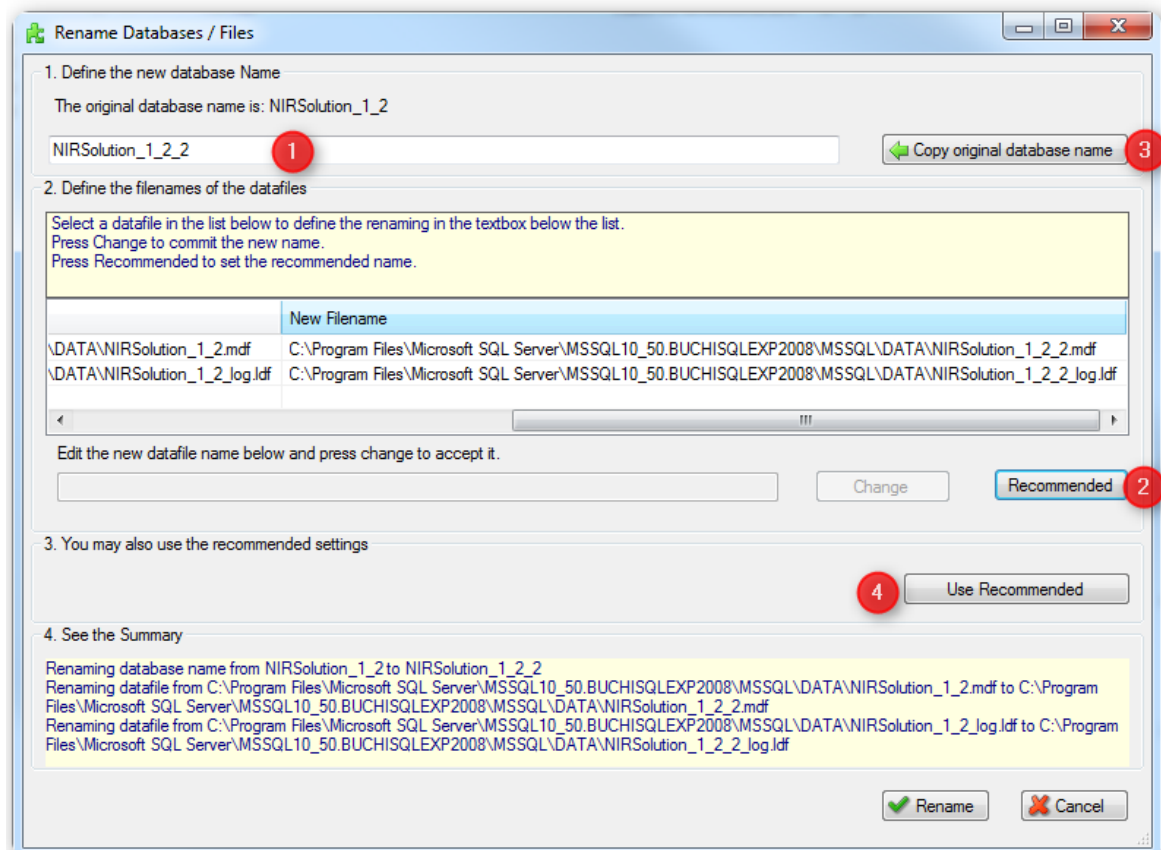 Rename Databases / Files
1. Define the new database Name
The original database name is: NIRSolution_1_2
NIRSolution_1_2_2
1
Copy original database name
3
2. Define the filenames of the datafiles
Select a datafile in the list below to define the renaming in the textbox below the list.
Press Change to commit the new name.
Press Recommended to set the recommended name.
New Filename
\DATA\NIRSolution_1_2.mdf C:\Program Files\Microsoft SQL Server\MSSQL10_50.BUCHISQLEXP2008\MSSQL\DATA\NIRSolution_1_2_2.mdf
\DATA\NIRSolution_1_2_log.ldf C:\Program Files\Microsoft SQL Server\MSSQL10_50.BUCHISQLEXP2008\MSSQL\DATA\NIRSolution_1_2_2_log.ldf
Edit the new datafile name below and press change to accept it.
Change
Recommended
2
3. You may also use the recommended settings
4
Use Recommended
4. See the Summary
Renaming database name from NIRSolution_1_2 to NIRSolution_1_2_2
Renaming datafile from C:\Program Files\Microsoft SQL Server\MSSQL10_50.BUCHISQLEXP2008\MSSQL\DATA\NIRSolution_1_2.mdf to C:\Program
Files\Microsoft SQL Server\MSSQL10_50.BUCHISQLEXP2008\MSSQL\DATA\NIRSolution_1_2_2.mdf
Renaming datafile from C:\Program Files\Microsoft SQL Server\MSSQL10_50.BUCHISQLEXP2008\MSSQL\DATA\NIRSolution_1_2_log.ldf to C:\Program
Files\Microsoft SQL Server\MSSQL10_50.BUCHISQLEXP2008\MSSQL\DATA\NIRSolution_1_2_2_log.ldf
Rename
Cancel